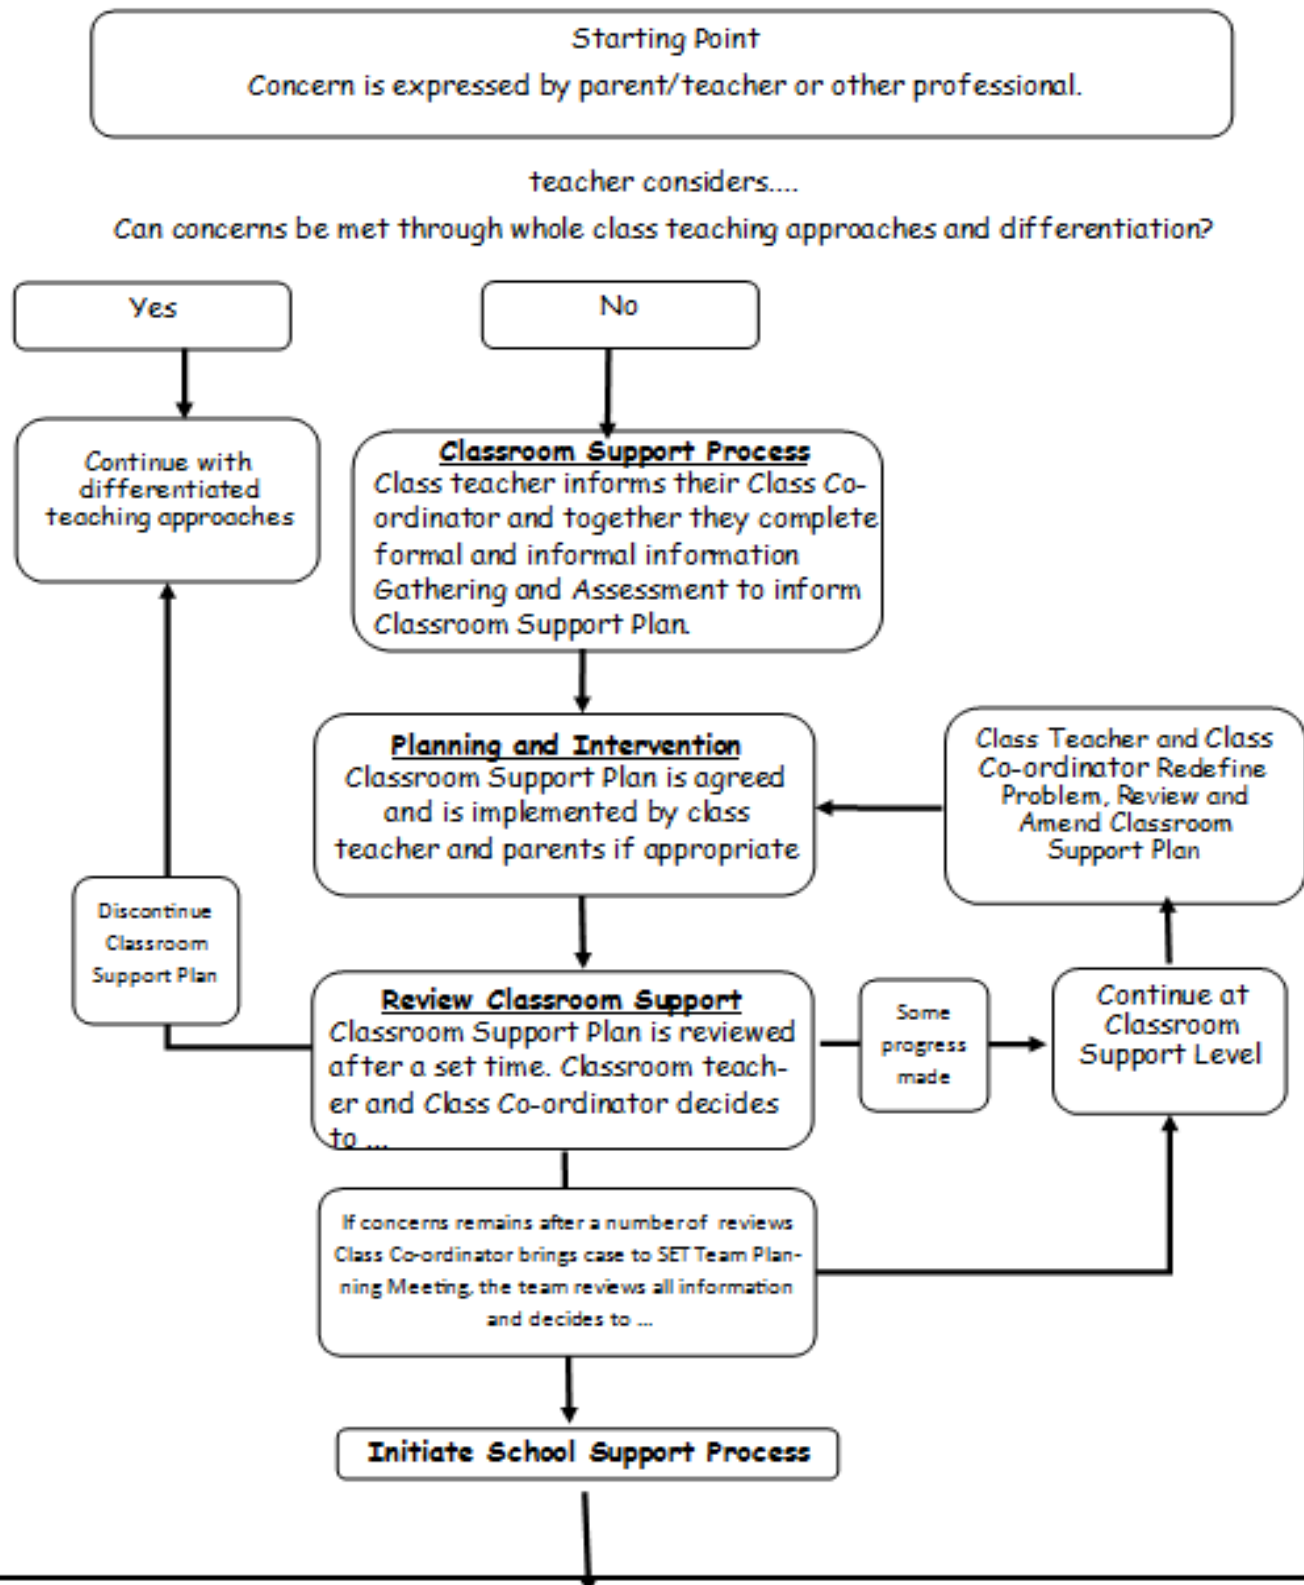 Starting Point
Concern is expressed by parent/teacher or other professional.
teacher considers....
Can concerns be met through whole class teaching approaches and differentiation?
Yes
No
Continue with
differentiated
teaching approaches
Classroom Support Process
Class teacher informs their Class Co-
ordinator and together they complete
formal and informal information
Gathering and Assessment to inform
Classroom Support Plan.
Planning and Intervention
Classroom Support Plan is agreed
and is implemented by class
teacher and parents if appropriate
Class Teacher and Class
Co-ordinator Redefine
Problem, Review and
Amend Classroom
Support Plan
Discontinue
Classroom
Support Plan
Review Classroom Support
Classroom Support Plan is reviewed
after a set time. Classroom teach-
er and Class Co-ordinator decides
to ...
Some
progress
made
Continue at
Classroom
Support Level
If concerns remains after a number of reviews
Class Co-ordinator brings case to SET Team Plan-
ning Meeting, the team reviews all information
and decides to ...
Initiate School Support Process